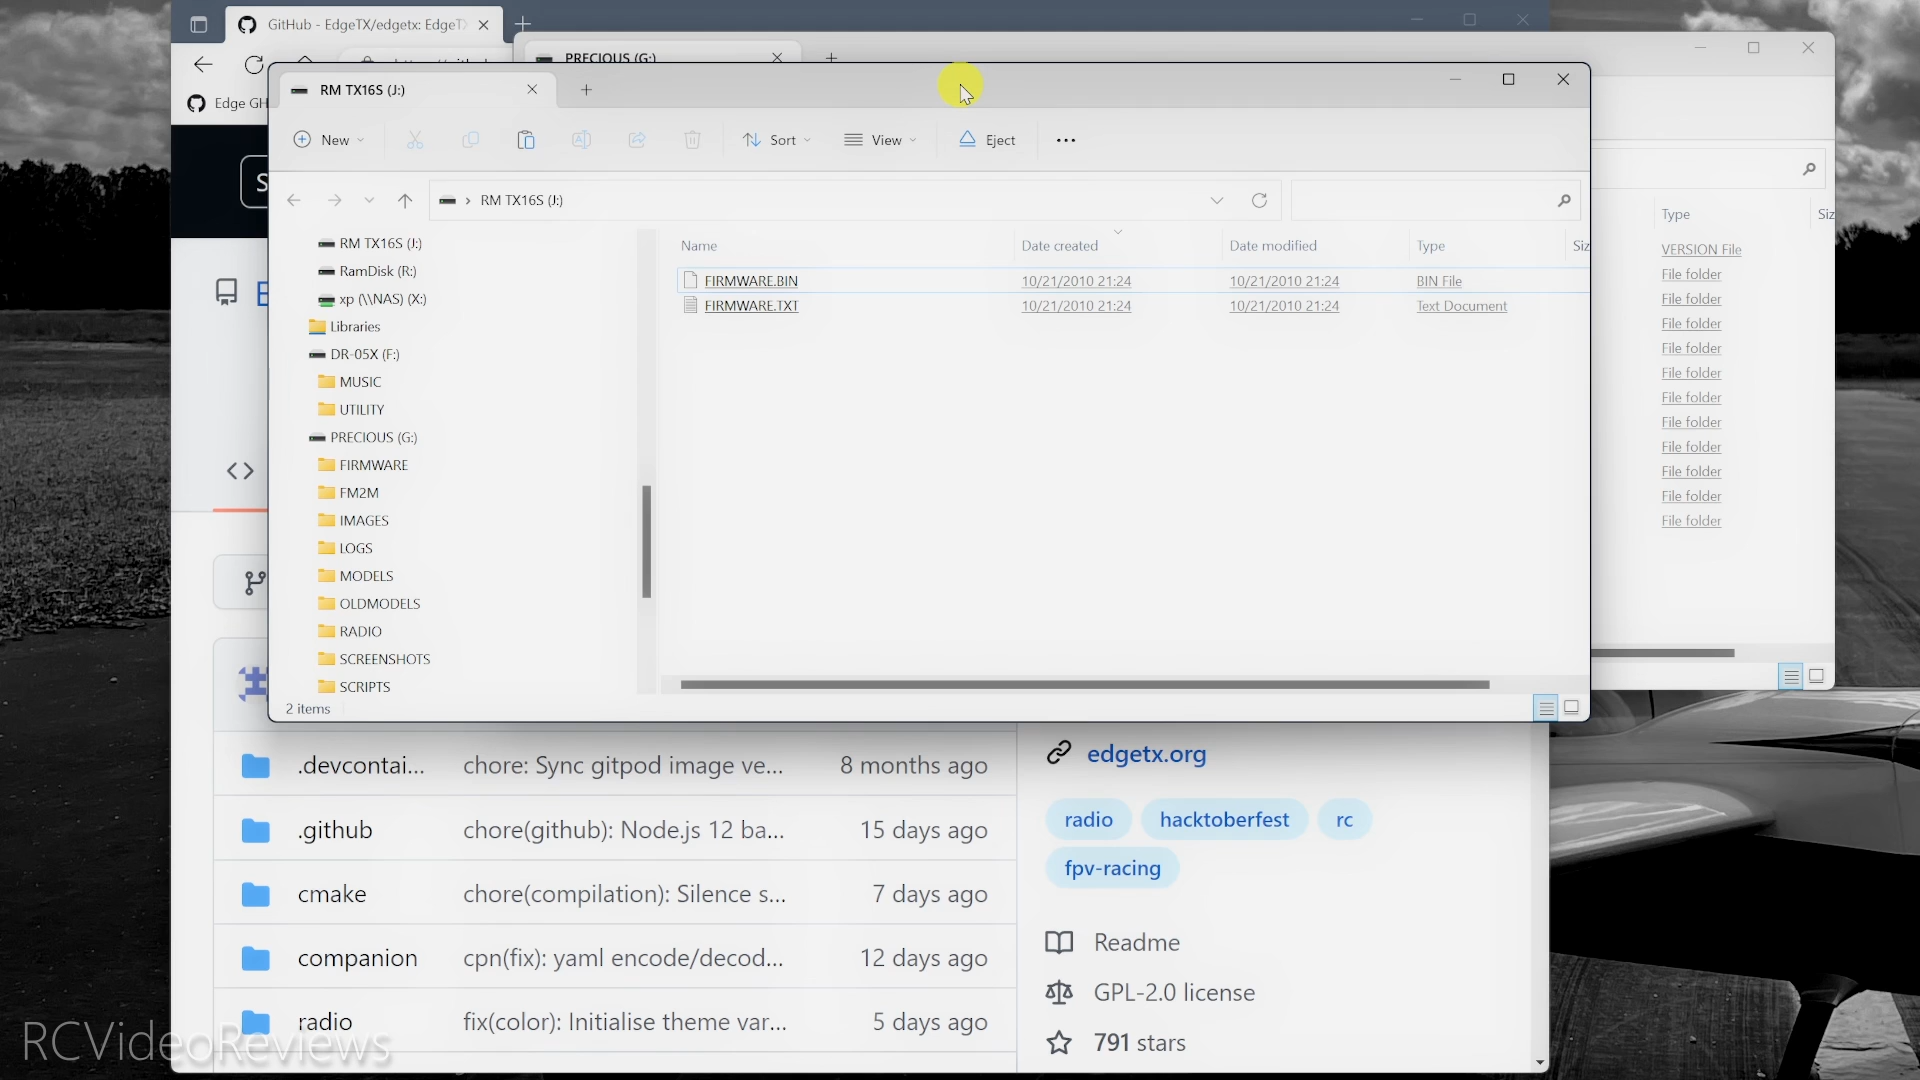 GitHub - EdgeTX/edgetx: EdgeT
PRECIOUS (G:)
Edge GH
RM TX16S (J:)
New
Sort
View
Eject
RM TX16S (J:)
RM TX16S (J:)
RamDisk (R:)
xp (\\NAS) (X:)
Libraries
DR-05X (F:)
MUSIC
UTILITY
PRECIOUS (G:)
FIRMWARE
FM2M
IMAGES
LOGS
MODELS
OLDMODELS
RADIO
SCREENSHOTS
SCRIPTS
2 items
Name Date created Date modified Type Siz
FIRMWARE.BIN 10/21/2010 21:24 10/21/2010 21:24 BIN File
FIRMWARE.TXT 10/21/2010 21:24 10/21/2010 21:24 Text Document
Type Siz
VERSION File
File folder
File folder
File folder
File folder
File folder
File folder
File folder
File folder
File folder
File folder
File folder
.devcontai... chore: Sync gitpod image ve... 8 months ago
.github chore(github): Node.js 12 ba... 15 days ago
cmake chore(compilation): Silence s... 7 days ago
companion cpn(fix): yaml encode/decod... 12 days ago
radio fix(color): Initialise theme var... 5 days ago
edgetx.org
radio hacktoberfest rc
fpv-racing
Readme
GPL-2.0 license
791 stars
RCVideoReviews